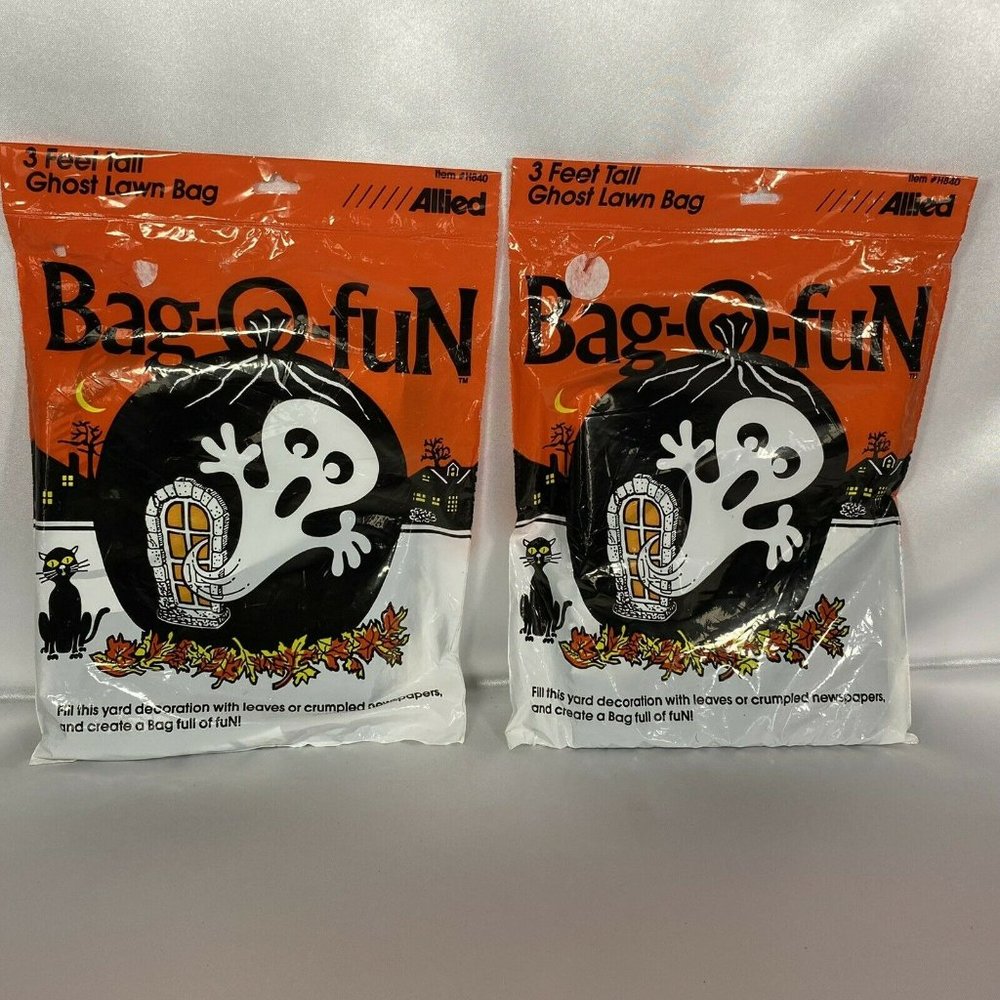 3 Feet Tall
Ghost Lawn Bag
Item #H840
Allied
Bag-O-fuN
TM
Fill this yard decoration with leaves or crumpled newspapers,
and create a Bag full of fuN!
3 Feet Tall
Ghost Lawn Bag
Item #H840
Allied
Bag-O-fuN
TM
Fill this yard decoration with leaves or crumpled newspapers,
and create a Bag full of fuN!